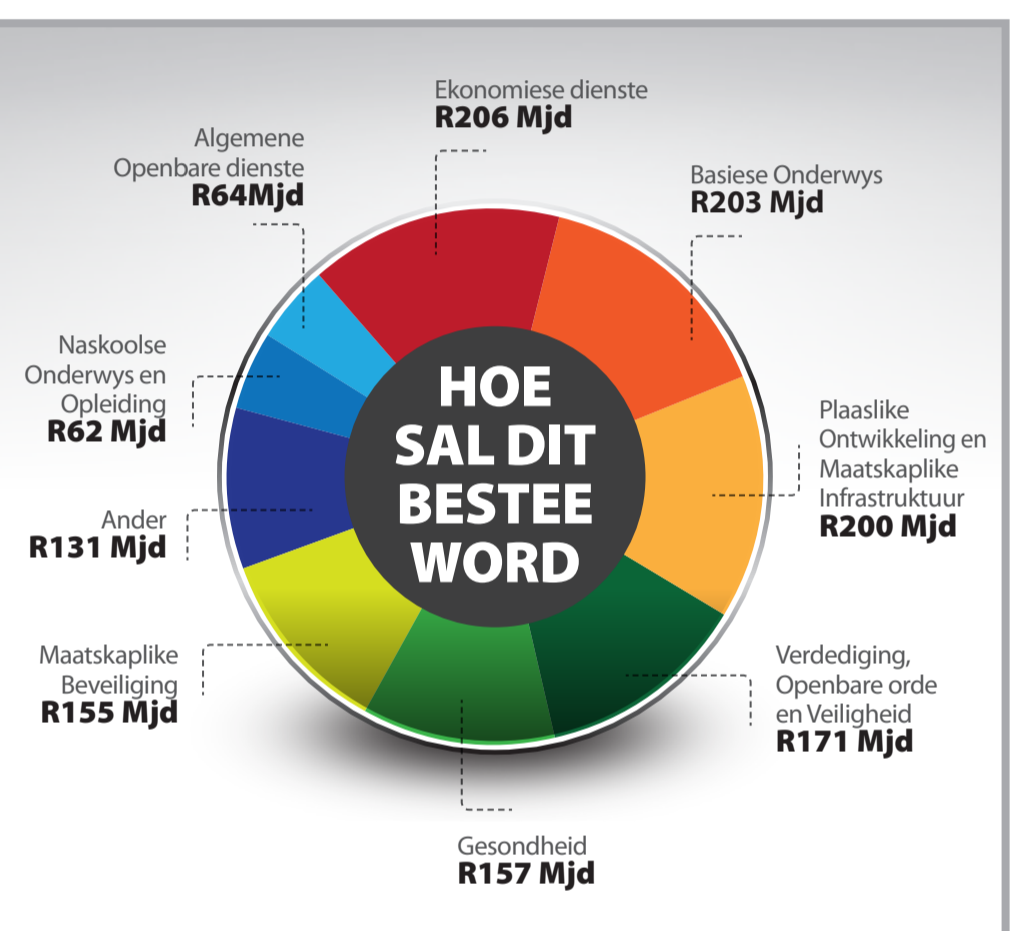 Ekonomiese dienste
R206 Mjd
Algemene
Openbare dienste
R64Mjd
Basiese Onderwys
R203 Mjd
Naskoolse
Onderwys en
Opleiding
R62 Mjd
HOE
SAL DIT
BESTEE
WORD
Plaaslike
Ontwikkeling en
Maatskaplike
Infrastruktuur
R200 Mjd
Ander
R131 Mjd
Maatskaplike
Beveiliging
R155 Mjd
Verdediging,
Openbare orde
en Veiligheid
R171 Mjd
Gesondheid
R157 Mjd